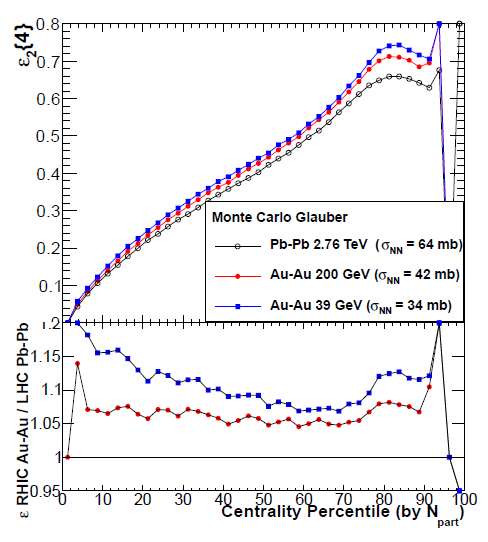 ε2{4}
0.8
0.7
0.6
0.5
0.4
0.3
0.2
0.1
Monte Carlo Glauber
Pb-Pb 2.76 TeV (σNN = 64 mb)
Au-Au 200 GeV (σNN = 42 mb)
Au-Au 39 GeV (σNN = 34 mb)
ε RHIC Au-Au / LHC Pb-Pb
1.2
1.15
1.1
1.05
1
0.95
0 10 20 30 40 50 60 70 80 90 100
Centrality Percentile (by Npart)